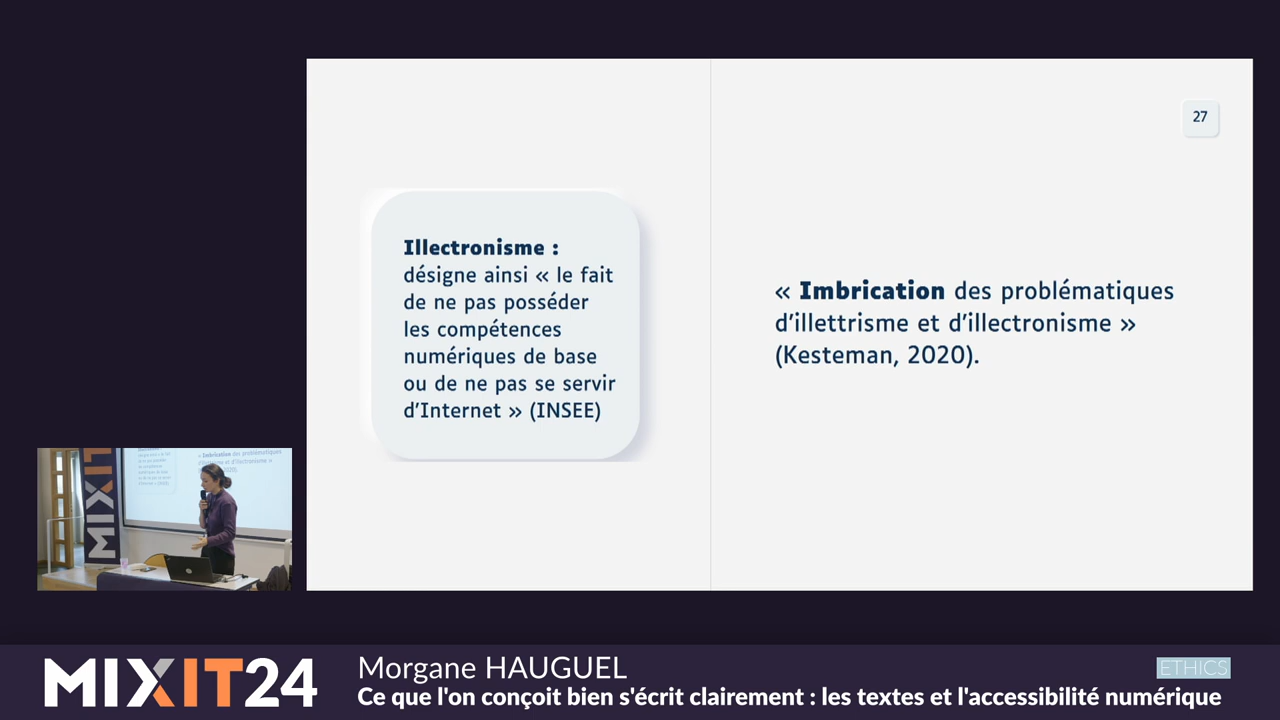 27
Illectronisme :
désigne ainsi « le fait
de ne pas posséder
les compétences
numériques de base
ou de ne pas se servir
d'Internet » (INSEE)
« Imbrication des problématiques
d'illettrisme et d'illectronisme »
(Kesteman, 2020).
MIXIT
MIXIT24
Morgane HAUGUEL
ETHICS
Ce que l'on conçoit bien s'écrit clairement : les textes et l'accessibilité numérique